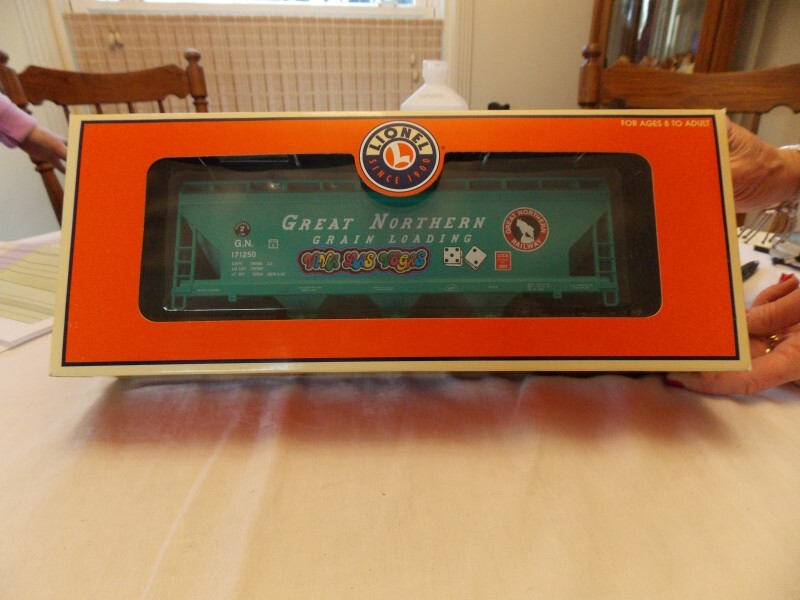 FOR AGES 8 TO ADULT
LIONEL
L
SINCE 1900
GREAT NORTHERN
GRAIN LOADING
VIVA LAS VEGAS
2
G.N.
171250
GREAT NORTHERN
RAILWAY